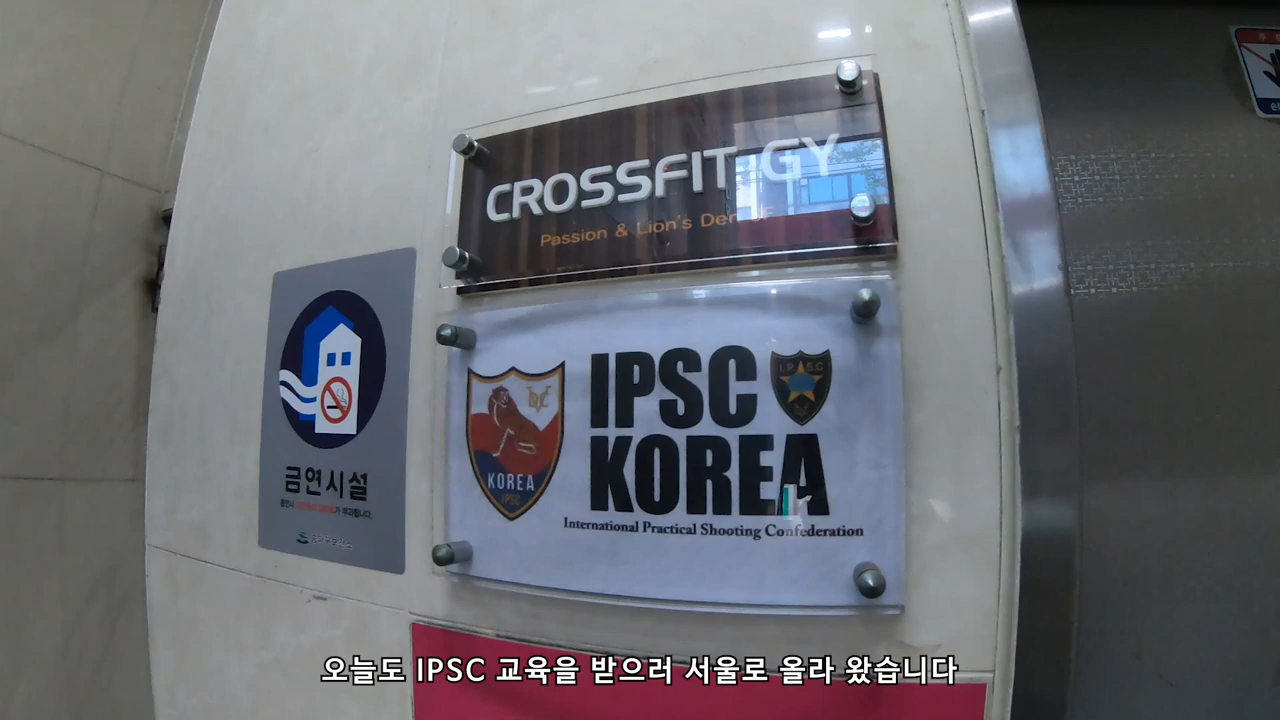 CROSSFIT GY
Passion & Lion's Den
IPSC
KOREA
International Practical Shooting Confederation
DVC
KOREA
IPSC
I.P.S.C
금연시설
오늘도 IPSC 교육을 받으러 서울로 올라 왔습니다